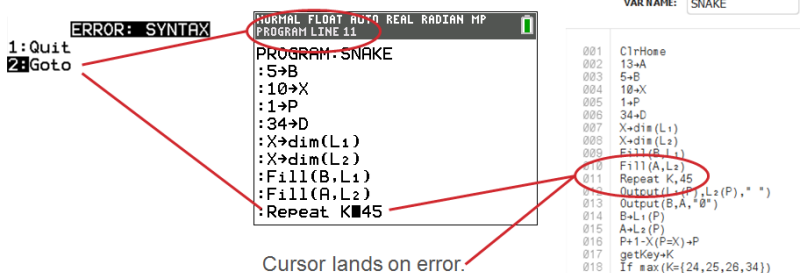 ERROR: SYNTAX
1:Quit
2:Goto
NORMAL FLOAT AUTO REAL RADIAN MP
PROGRAM LINE 11
PROGRAM:SNAKE
:5→B
:10→X
:1→P
:34→D
:X→dim(L₁)
:X→dim(L₂)
:Fill(B,L₁)
:Fill(A,L₂)
:Repeat K 45
Cursor lands on error.
VAR NAME: SNAKE
001 ClrHome
002 13→A
003 5→B
004 10→X
005 1→P
006 34→D
007 X→dim(L₁)
008 X→dim(L₂)
009 Fill(B,L₁)
010 Fill(A,L₂)
011 Repeat K,45
012 Output(L₁(P),L₂(P)," ")
013 Output(B,A,"0")
014 B→L₁(P)
015 A→L₂(P)
016 P+1-X(P=X)→P
017 getKey→K
018 If max(K={24,25,26,34})